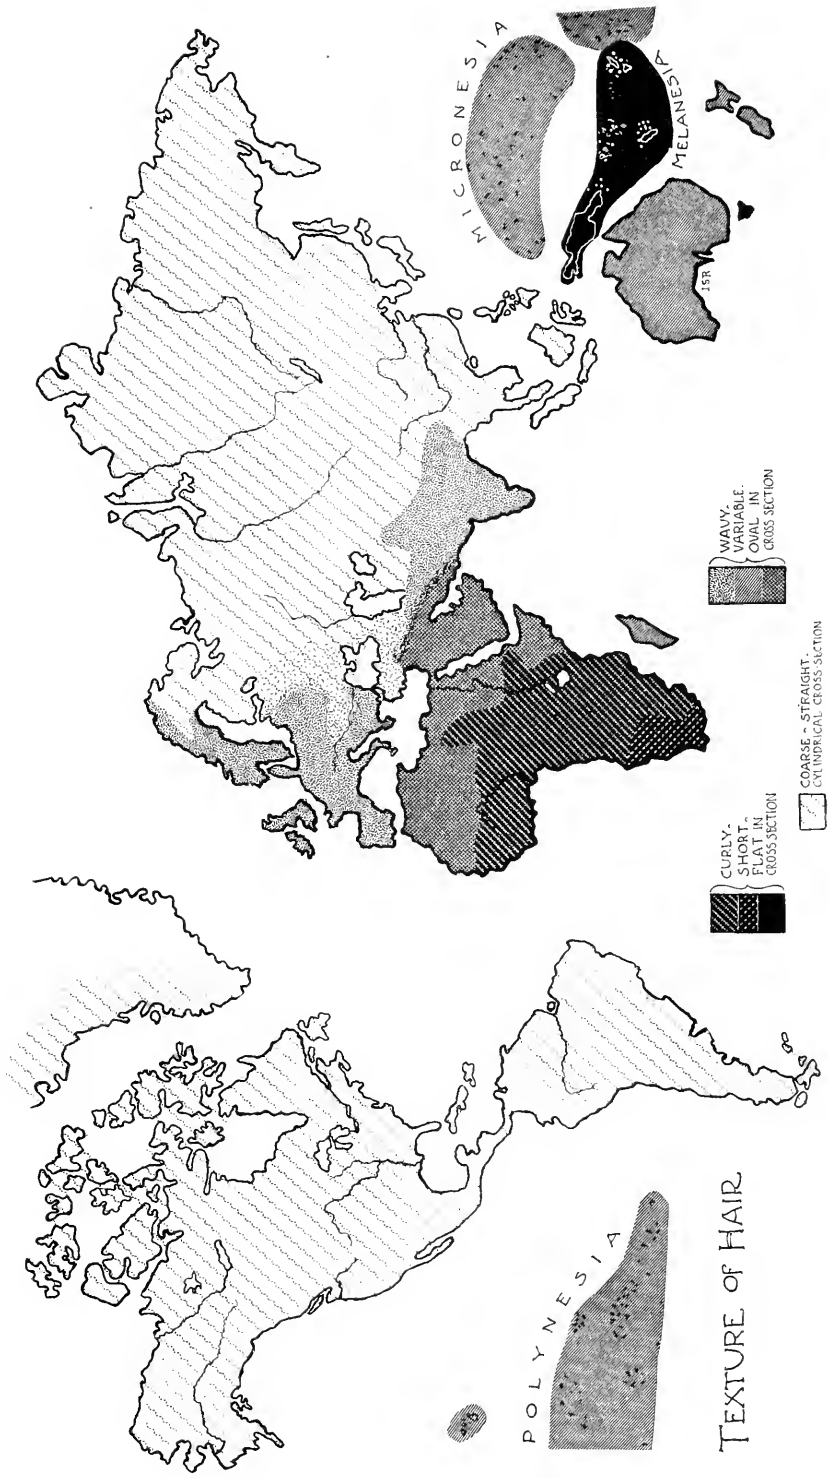 MICRONESIA
MELANESIA
ISR
POLYNESIA
TEXTURE OF HAIR
CURLY-
SHORT-
FLAT IN
CROSS SECTION
COARSE - STRAIGHT-
CYLINDRICAL CROSS-SECTION
WAVY-
VARIABLE-
OVAL IN
CROSS SECTION